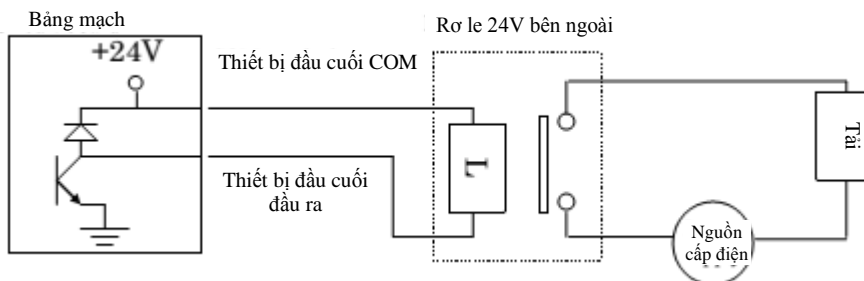 Bảng mạch
Rơ le 24V bên ngoài
+24V
Thiết bị đầu cuối COM
L
Tải
Thiết bị đầu cuối
đầu ra
Nguồn
cấp điện